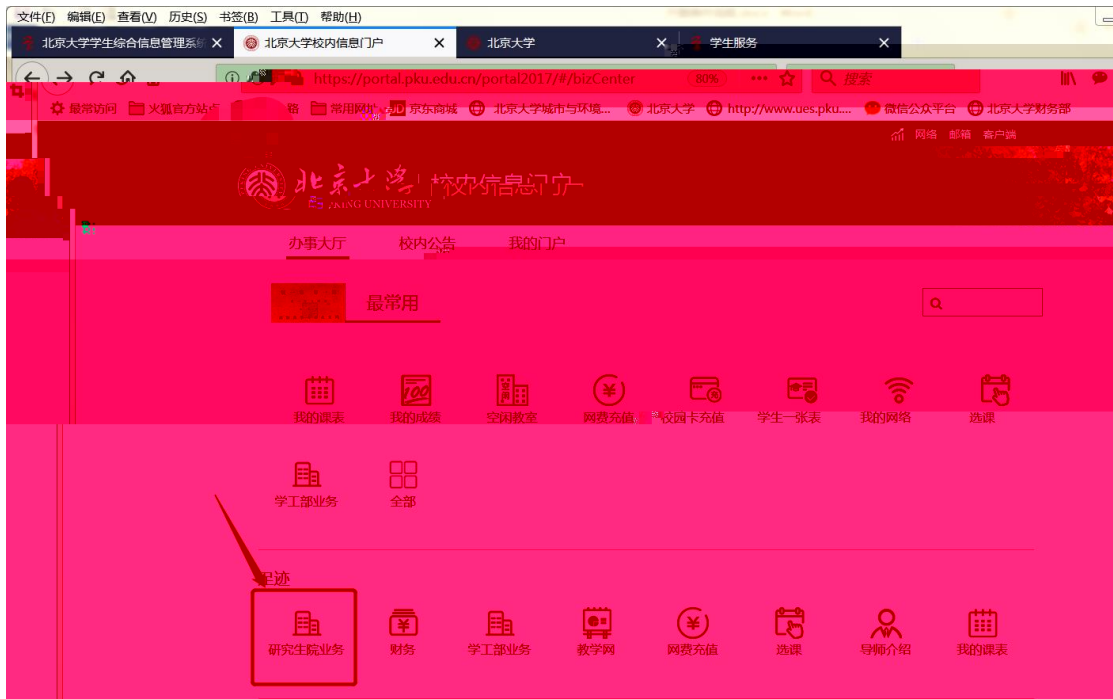 文件(F) 编辑(E) 查看(V) 历史(S) 书签(B) 工具(T) 帮助(H)
北京大学学生综合信息管理系统 北京大学校内信息门户 北京大学 学生服务
https://portal.pku.edu.cn/portal2017/#/bizCenter 80% 搜索
最常访问 火狐官方站点 常用网址 JD 京东商城 北京大学城市与环境... 北京大学 http://www.ues.pku.... 微信公众平台 北京大学财务部
网络 邮箱 客户端
北京大学 校内信息门户
PEKING UNIVERSITY
办事大厅 校内公告 我的门户
最常用
我的课表 我的成绩 空闲教室 网费充值 校园卡充值 学生一张表 我的网络 选课
学工部业务 全部
足迹
研究生院业务 财务 学工部业务 教学网 网费充值 选课 导师介绍 我的课表